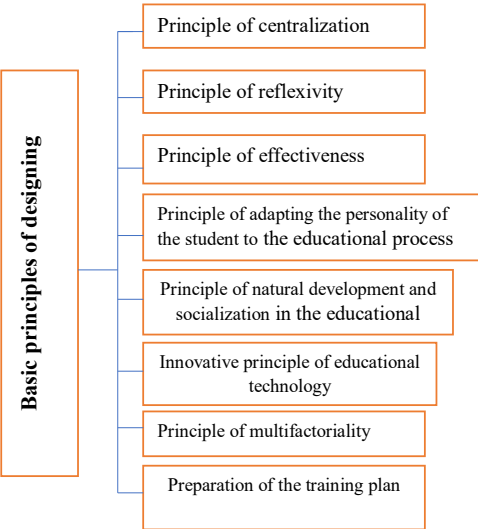 Basic principles of designing
Principle of centralization
Principle of reflexivity
Principle of effectiveness
Principle of adapting the personality of
the student to the educational process
Principle of natural development and
socialization in the educational
Innovative principle of educational
technology
Principle of multifactoriality
Preparation of the training plan